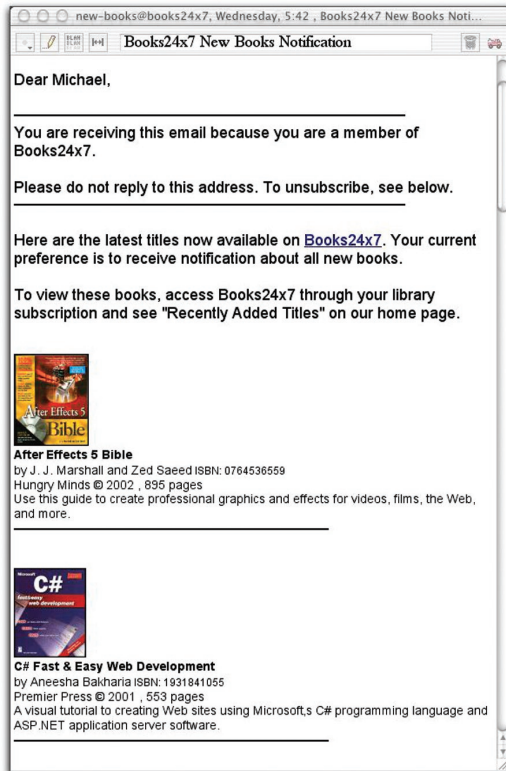 new-books@books24x7, Wednesday, 5:42 , Books24x7 New Books Noti...
Books24x7 New Books Notification
Dear Michael,
You are receiving this email because you are a member of
Books24x7.
Please do not reply to this address. To unsubscribe, see below.
Here are the latest titles now available on Books24x7. Your current
preference is to receive notification about all new books.
To view these books, access Books24x7 through your library
subscription and see "Recently Added Titles" on our home page.
After Effects 5
Bible
After Effects 5 Bible
by J. J. Marshall and Zed Saeed ISBN: 0764536559
Hungry Minds © 2002 , 895 pages
Use this guide to create professional graphics and effects for videos, films, the Web,
and more.
Microsoft
C#
fast&easy
web development
C# Fast & Easy Web Development
by Aneesha Bakharia ISBN: 1931841055
Premier Press © 2001 , 553 pages
A visual tutorial to creating Web sites using Microsoft,s C# programming language and
ASP.NET application server software.